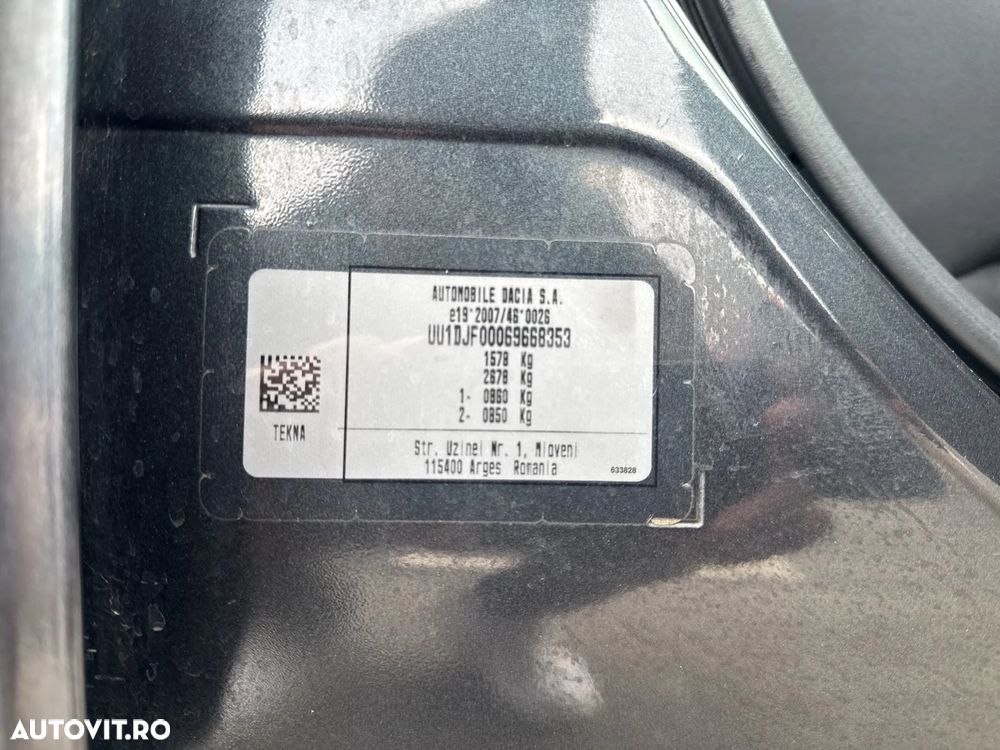 AUTOMOBILE DACIA S.A.
e19*2007/46*0026
UU1DJF00069668353
1578 Kg
2678 Kg
1- 0860 Kg
2- 0850 Kg
TEKNA
Str. Uzinei Nr. 1, Mioveni
115400 Arges Romania
633828
AUTOVIT.RO